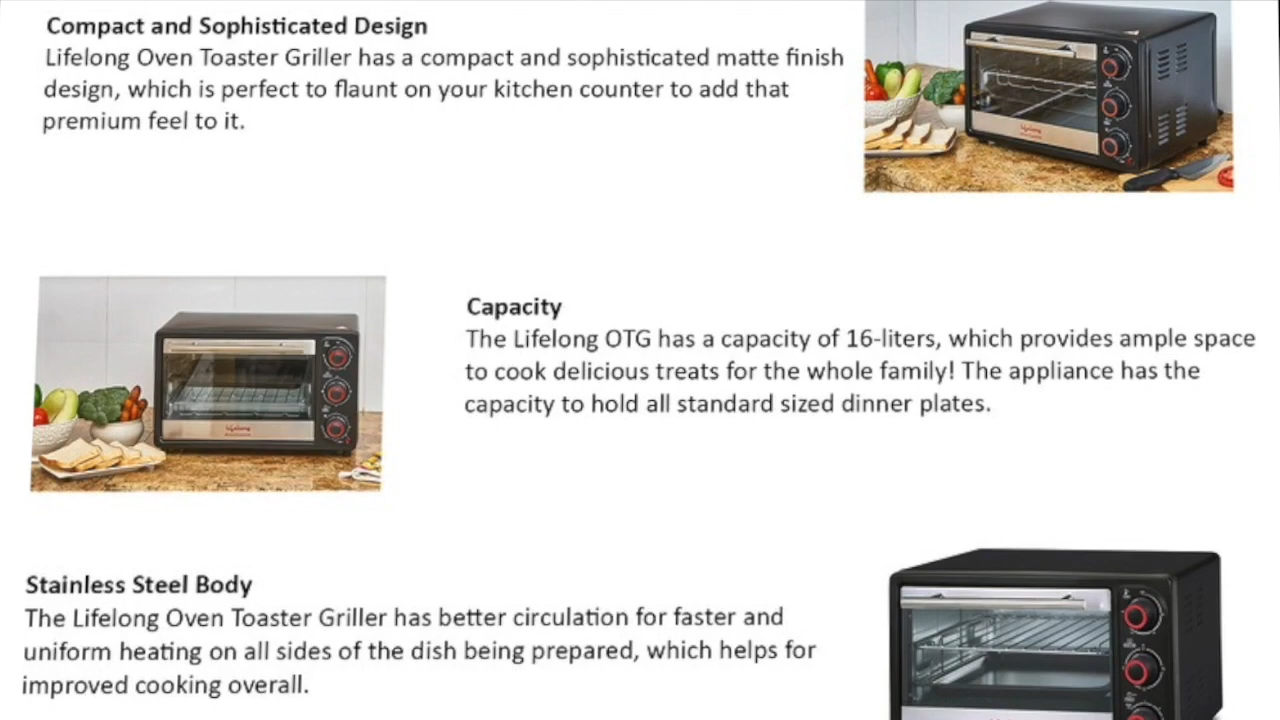 Compact and Sophisticated Design
Lifelong Oven Toaster Griller has a compact and sophisticated matte finish
design, which is perfect to flaunt on your kitchen counter to add that
premium feel to it.
Lifelong
Capacity
The Lifelong OTG has a capacity of 16-liters, which provides ample space
to cook delicious treats for the whole family! The appliance has the
capacity to hold all standard sized dinner plates.
Lifelong
Stainless Steel Body
The Lifelong Oven Toaster Griller has better circulation for faster and
uniform heating on all sides of the dish being prepared, which helps for
improved cooking overall.